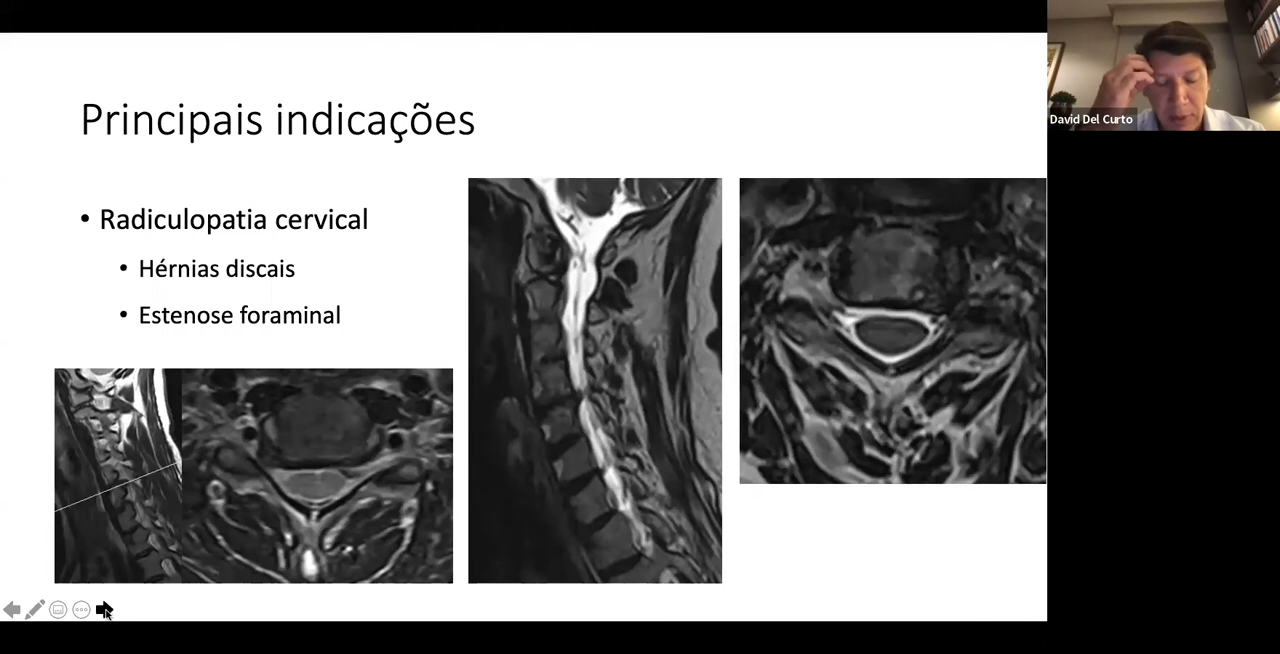 Principais indicações
• Radiculopatia cervical
• Hérnias discais
• Estenose foraminal
David Del Curto